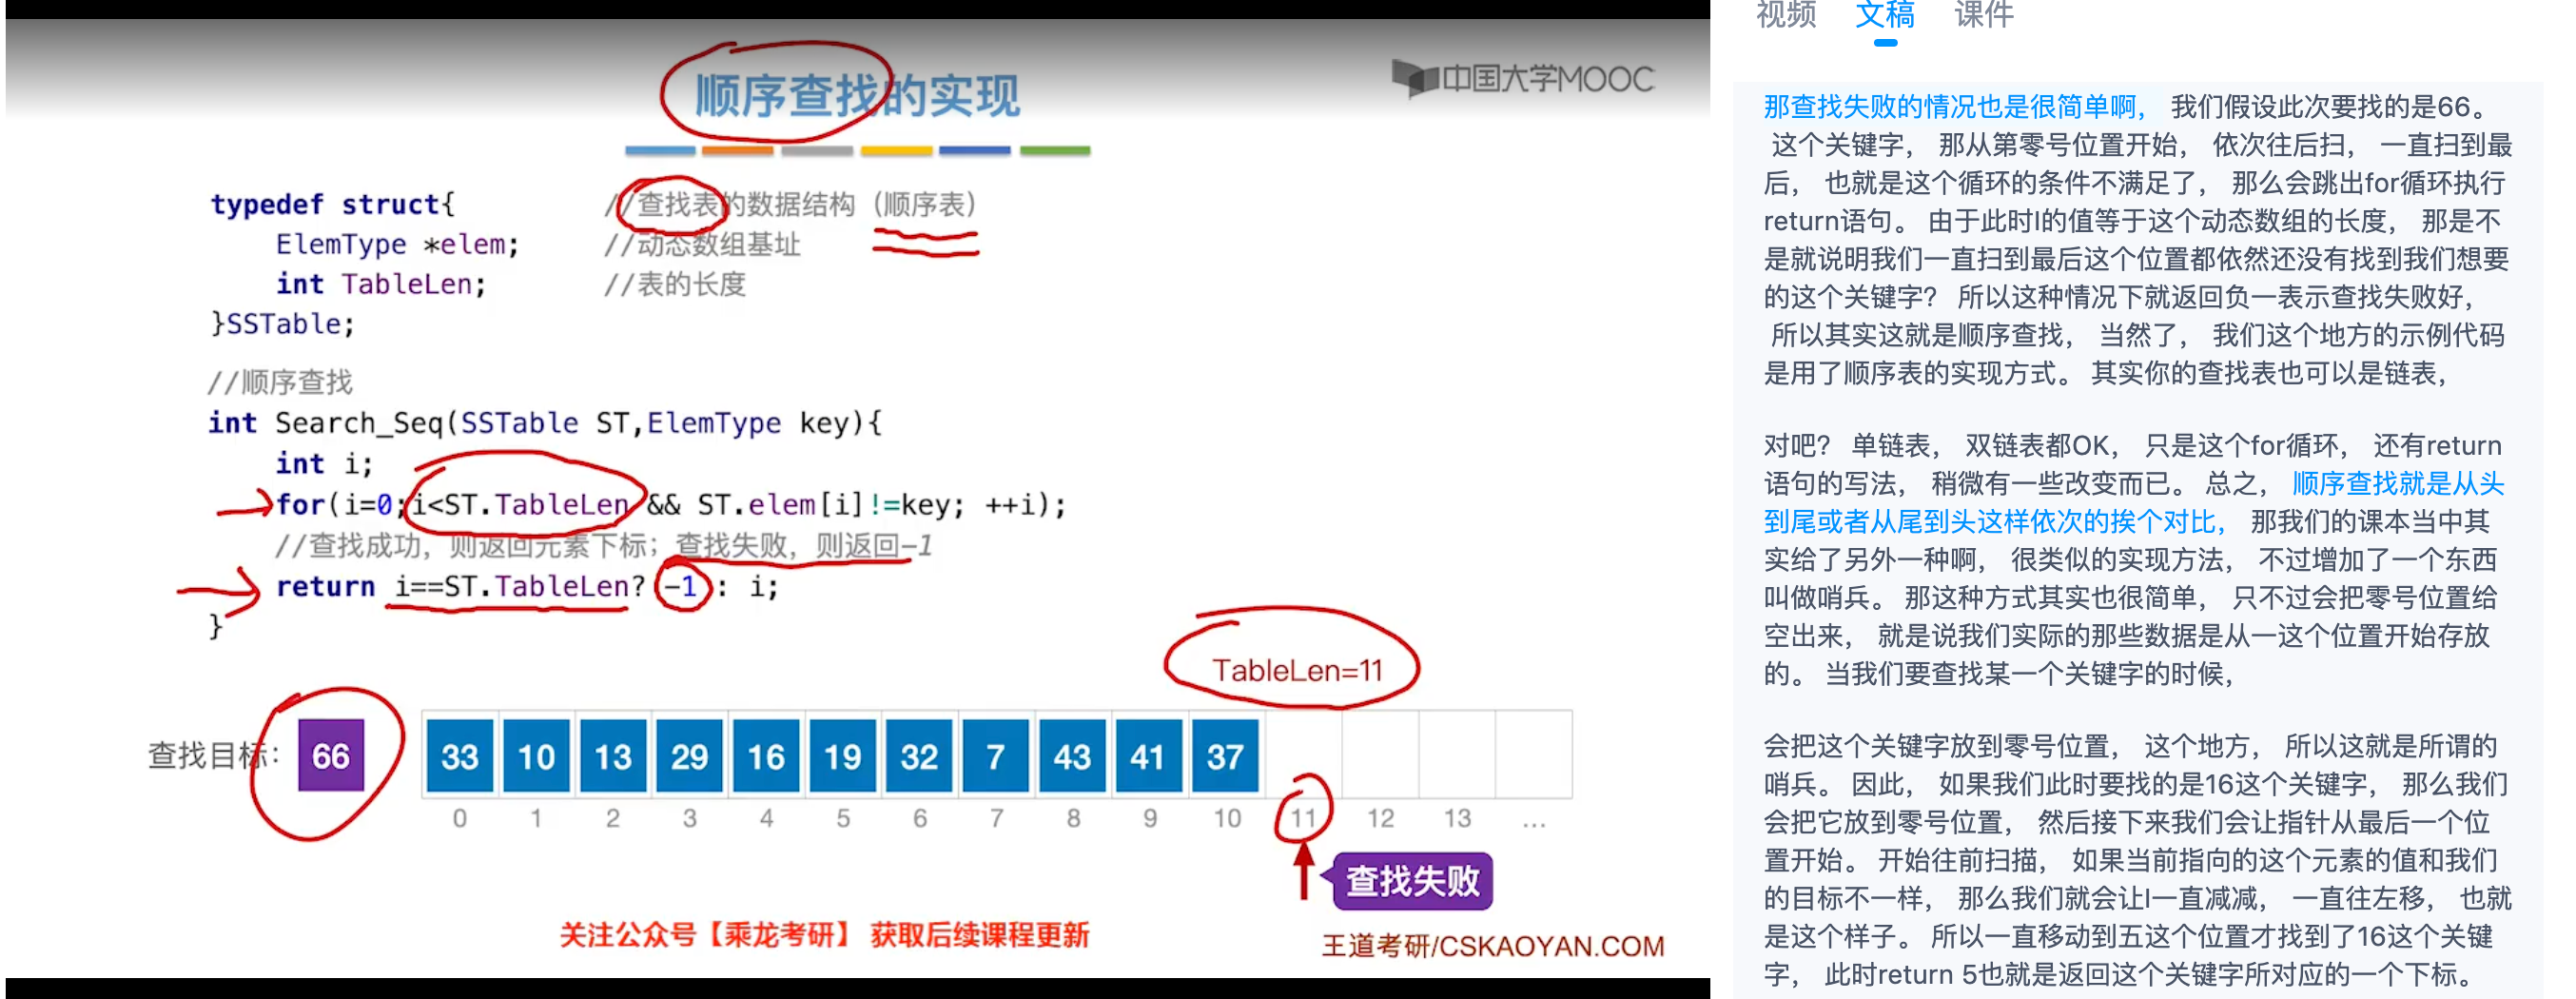 顺序查找的实现
中国大学MOOC
typedef struct{ //查找表的数据结构（顺序表）
ElemType *elem; //动态数组基址
int TableLen; //表的长度
}SSTable;
//顺序查找
int Search_Seq(SSTable ST,ElemType key){
int i;
for(i=0;i<ST.TableLen && ST.elem[i]!=key; ++i);
//查找成功，则返回元素下标；查找失败，则返回-1
return i==ST.TableLen? -1 : i;
}
TableLen=11
查找目标： 66 33 10 13 29 16 19 32 7 43 41 37
0 1 2 3 4 5 6 7 8 9 10 11 12 13 ...
查找失败
关注公众号【乘龙考研】 获取后续课程更新
王道考研/CSKAOYAN.COM
视频 文稿 课件
那查找失败的情况也是很简单啊， 我们假设此次要找的是66。
这个关键字， 那从第零号位置开始， 依次往后扫， 一直扫到最
后， 也就是这个循环的条件不满足了， 那么会跳出for循环执行
return语句。 由于此时I的值等于这个动态数组的长度， 那是不
是就说明我们一直扫到最后这个位置都依然还没有找到我们想要
的这个关键字？ 所以这种情况下就返回负一表示查找失败好，
所以其实这就是顺序查找， 当然了， 我们这个地方的示例代码
是用了顺序表的实现方式。 其实你的查找表也可以是链表，
对吧？ 单链表， 双链表都OK， 只是这个for循环， 还有return
语句的写法， 稍微有一些改变而已。 总之， 顺序查找就是从头
到尾或者从尾到头这样依次的挨个对比， 那我们的课本当中其
实给了另外一种啊， 很类似的实现方法， 不过增加了一个东西
叫做哨兵。 那这种方式其实也很简单， 只不过会把零号位置给
空出来， 就是说我们实际的那些数据是从一这个位置开始存放
的。 当我们要查找某一个关键字的时候，
会把这个关键字放到零号位置， 这个地方， 所以这就是所谓的
哨兵。 因此， 如果我们此时要找的是16这个关键字， 那么我们
会把它放到零号位置， 然后接下来我们会让指针从最后一个位
置开始。 开始往前扫描， 如果当前指向的这个元素的值和我们
的目标不一样， 那么我们就会让I一直减减， 一直往左移， 也就
是这个样子。 所以一直移动到五这个位置才找到了16这个关键
字， 此时return 5也就是返回这个关键字所对应的一个下标。